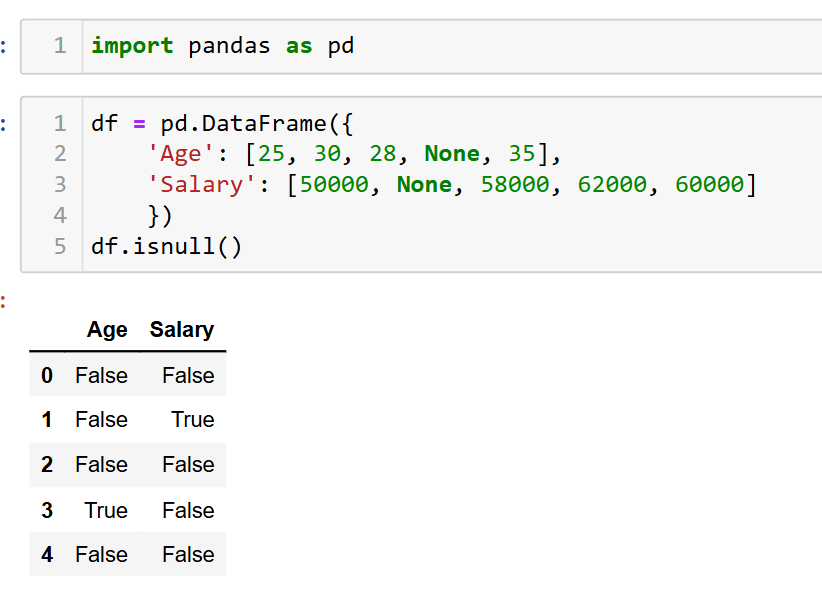 : 1 import pandas as pd
: 1 df = pd.DataFrame({
2     'Age': [25, 30, 28, None, 35],
3     'Salary': [50000, None, 58000, 62000, 60000]
4     })
5 df.isnull()
:
Age Salary
0 False False
1 False True
2 False False
3 True False
4 False False